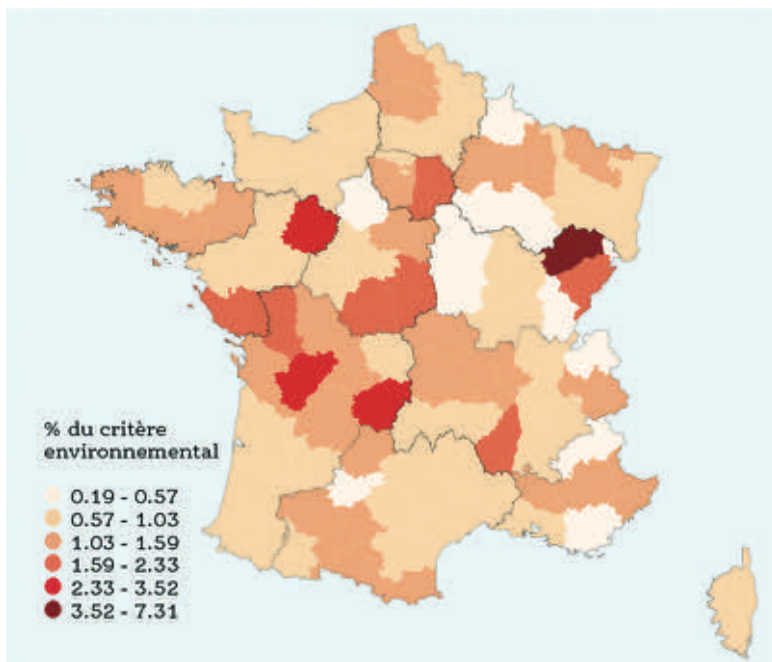 % du critère
environnemental
0.19 - 0.57
0.57 - 1.03
1.03 - 1.59
1.59 - 2.33
2.33 - 3.52
3.52 - 7.31